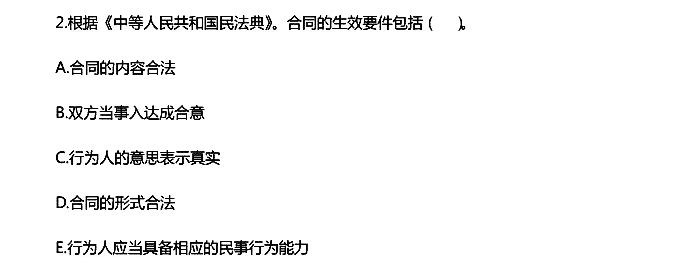 2.根据《中等人民共和国民法典》。合同的生效要件包括（ ）。
A.合同的内容合法
B.双方当事入达成合意
C.行为人的意思表示真实
D.合同的形式合法
E.行为人应当具备相应的民事行为能力